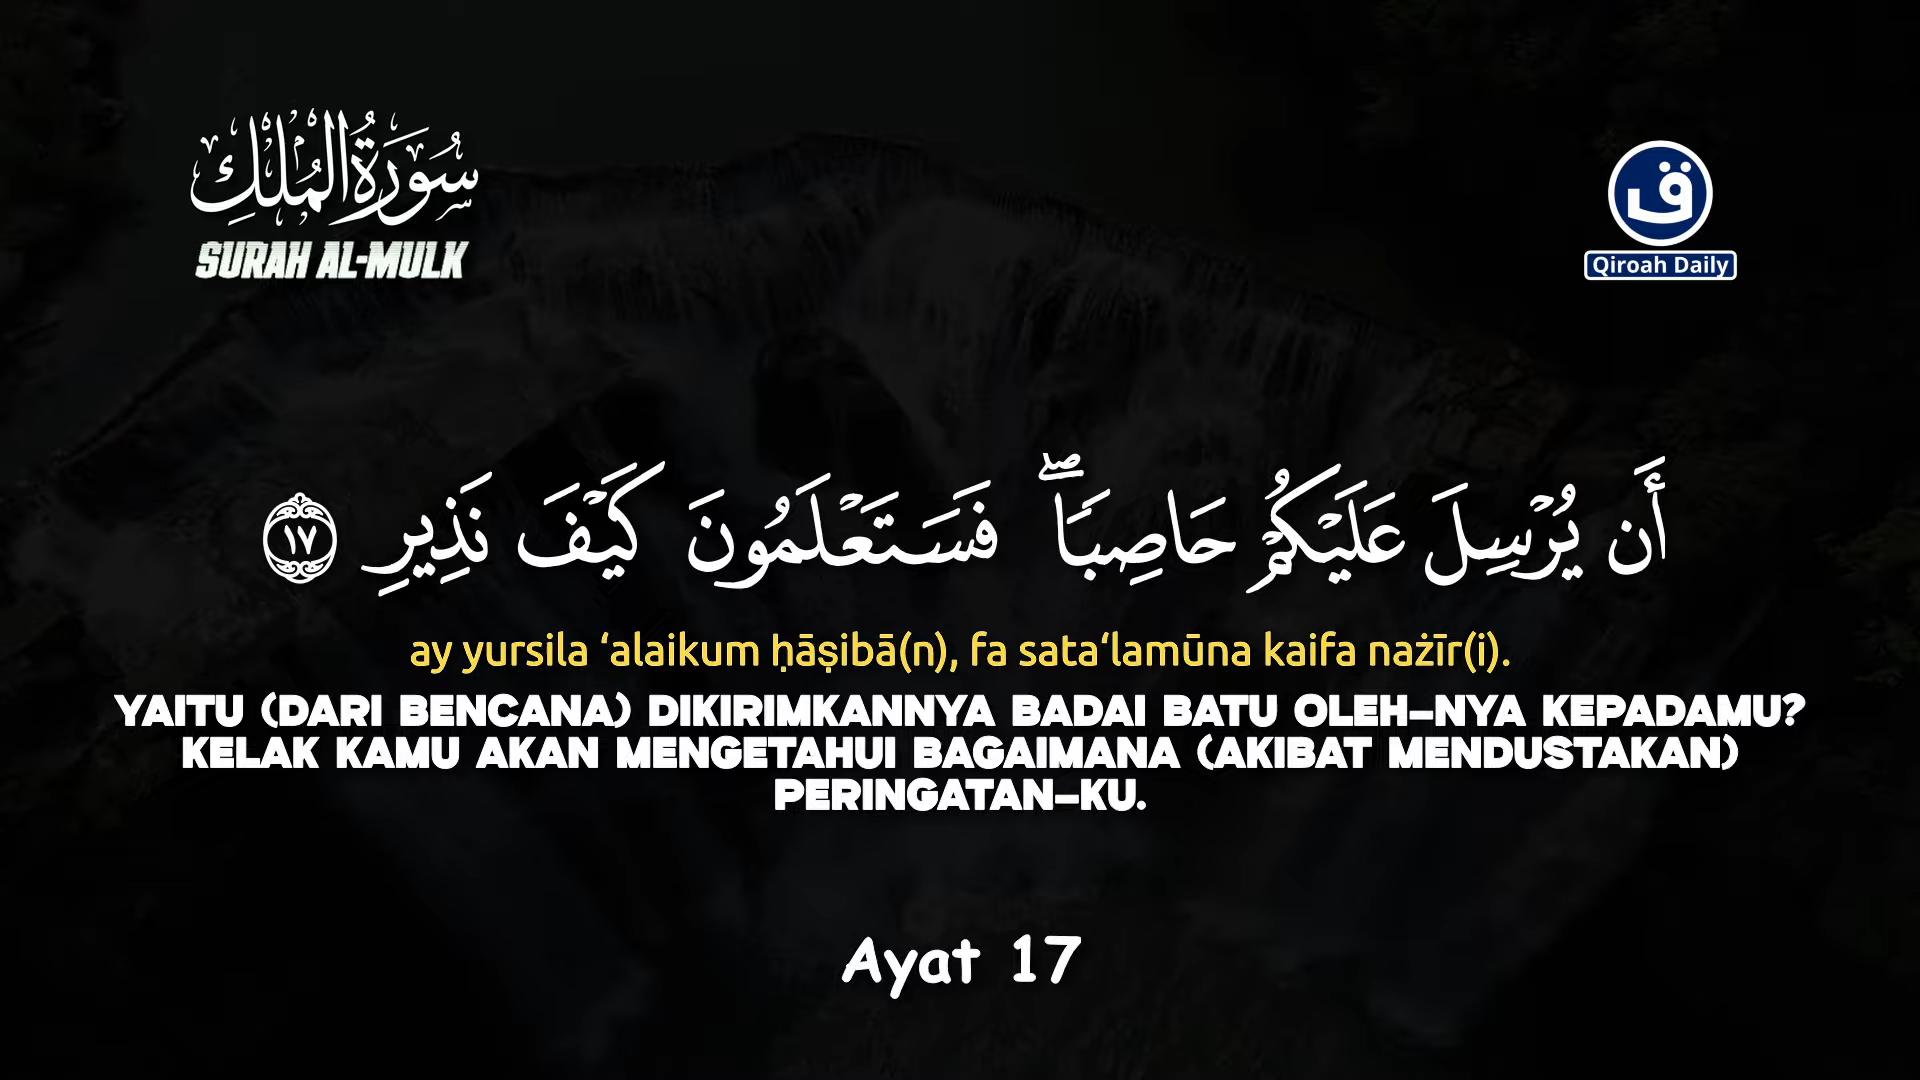 سُورَةُ الْمُلْكِ
SURAH AL-MULK
ق
Qiroah Daily
أَن يُرْسِلَ عَلَيْكُمْ حَاصِبًا ۖ فَسَتَعْلَمُونَ كَيْفَ نَذِيرِ ١٧
ay yursila ‘alaikum ḥāṣibā(n), fa sata‘lamūna kaifa nażīr(i).
YAITU (DARI BENCANA) DIKIRIMKANNYA BADAI BATU OLEH-NYA KEPADAMU?
KELAK KAMU AKAN MENGETAHUI BAGAIMANA (AKIBAT MENDUSTAKAN)
PERINGATAN-KU.
Ayat 17